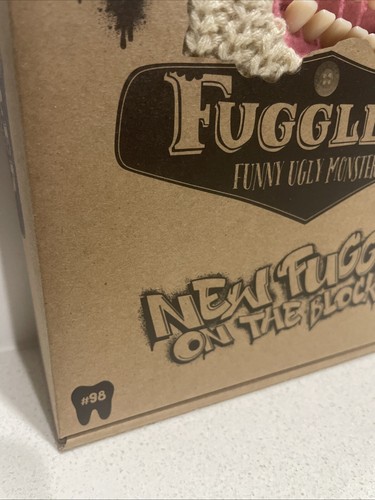 FUGGLE
FUNNY UGLY MONSTER
NEW FUGG
ON THE BLOCK
#98